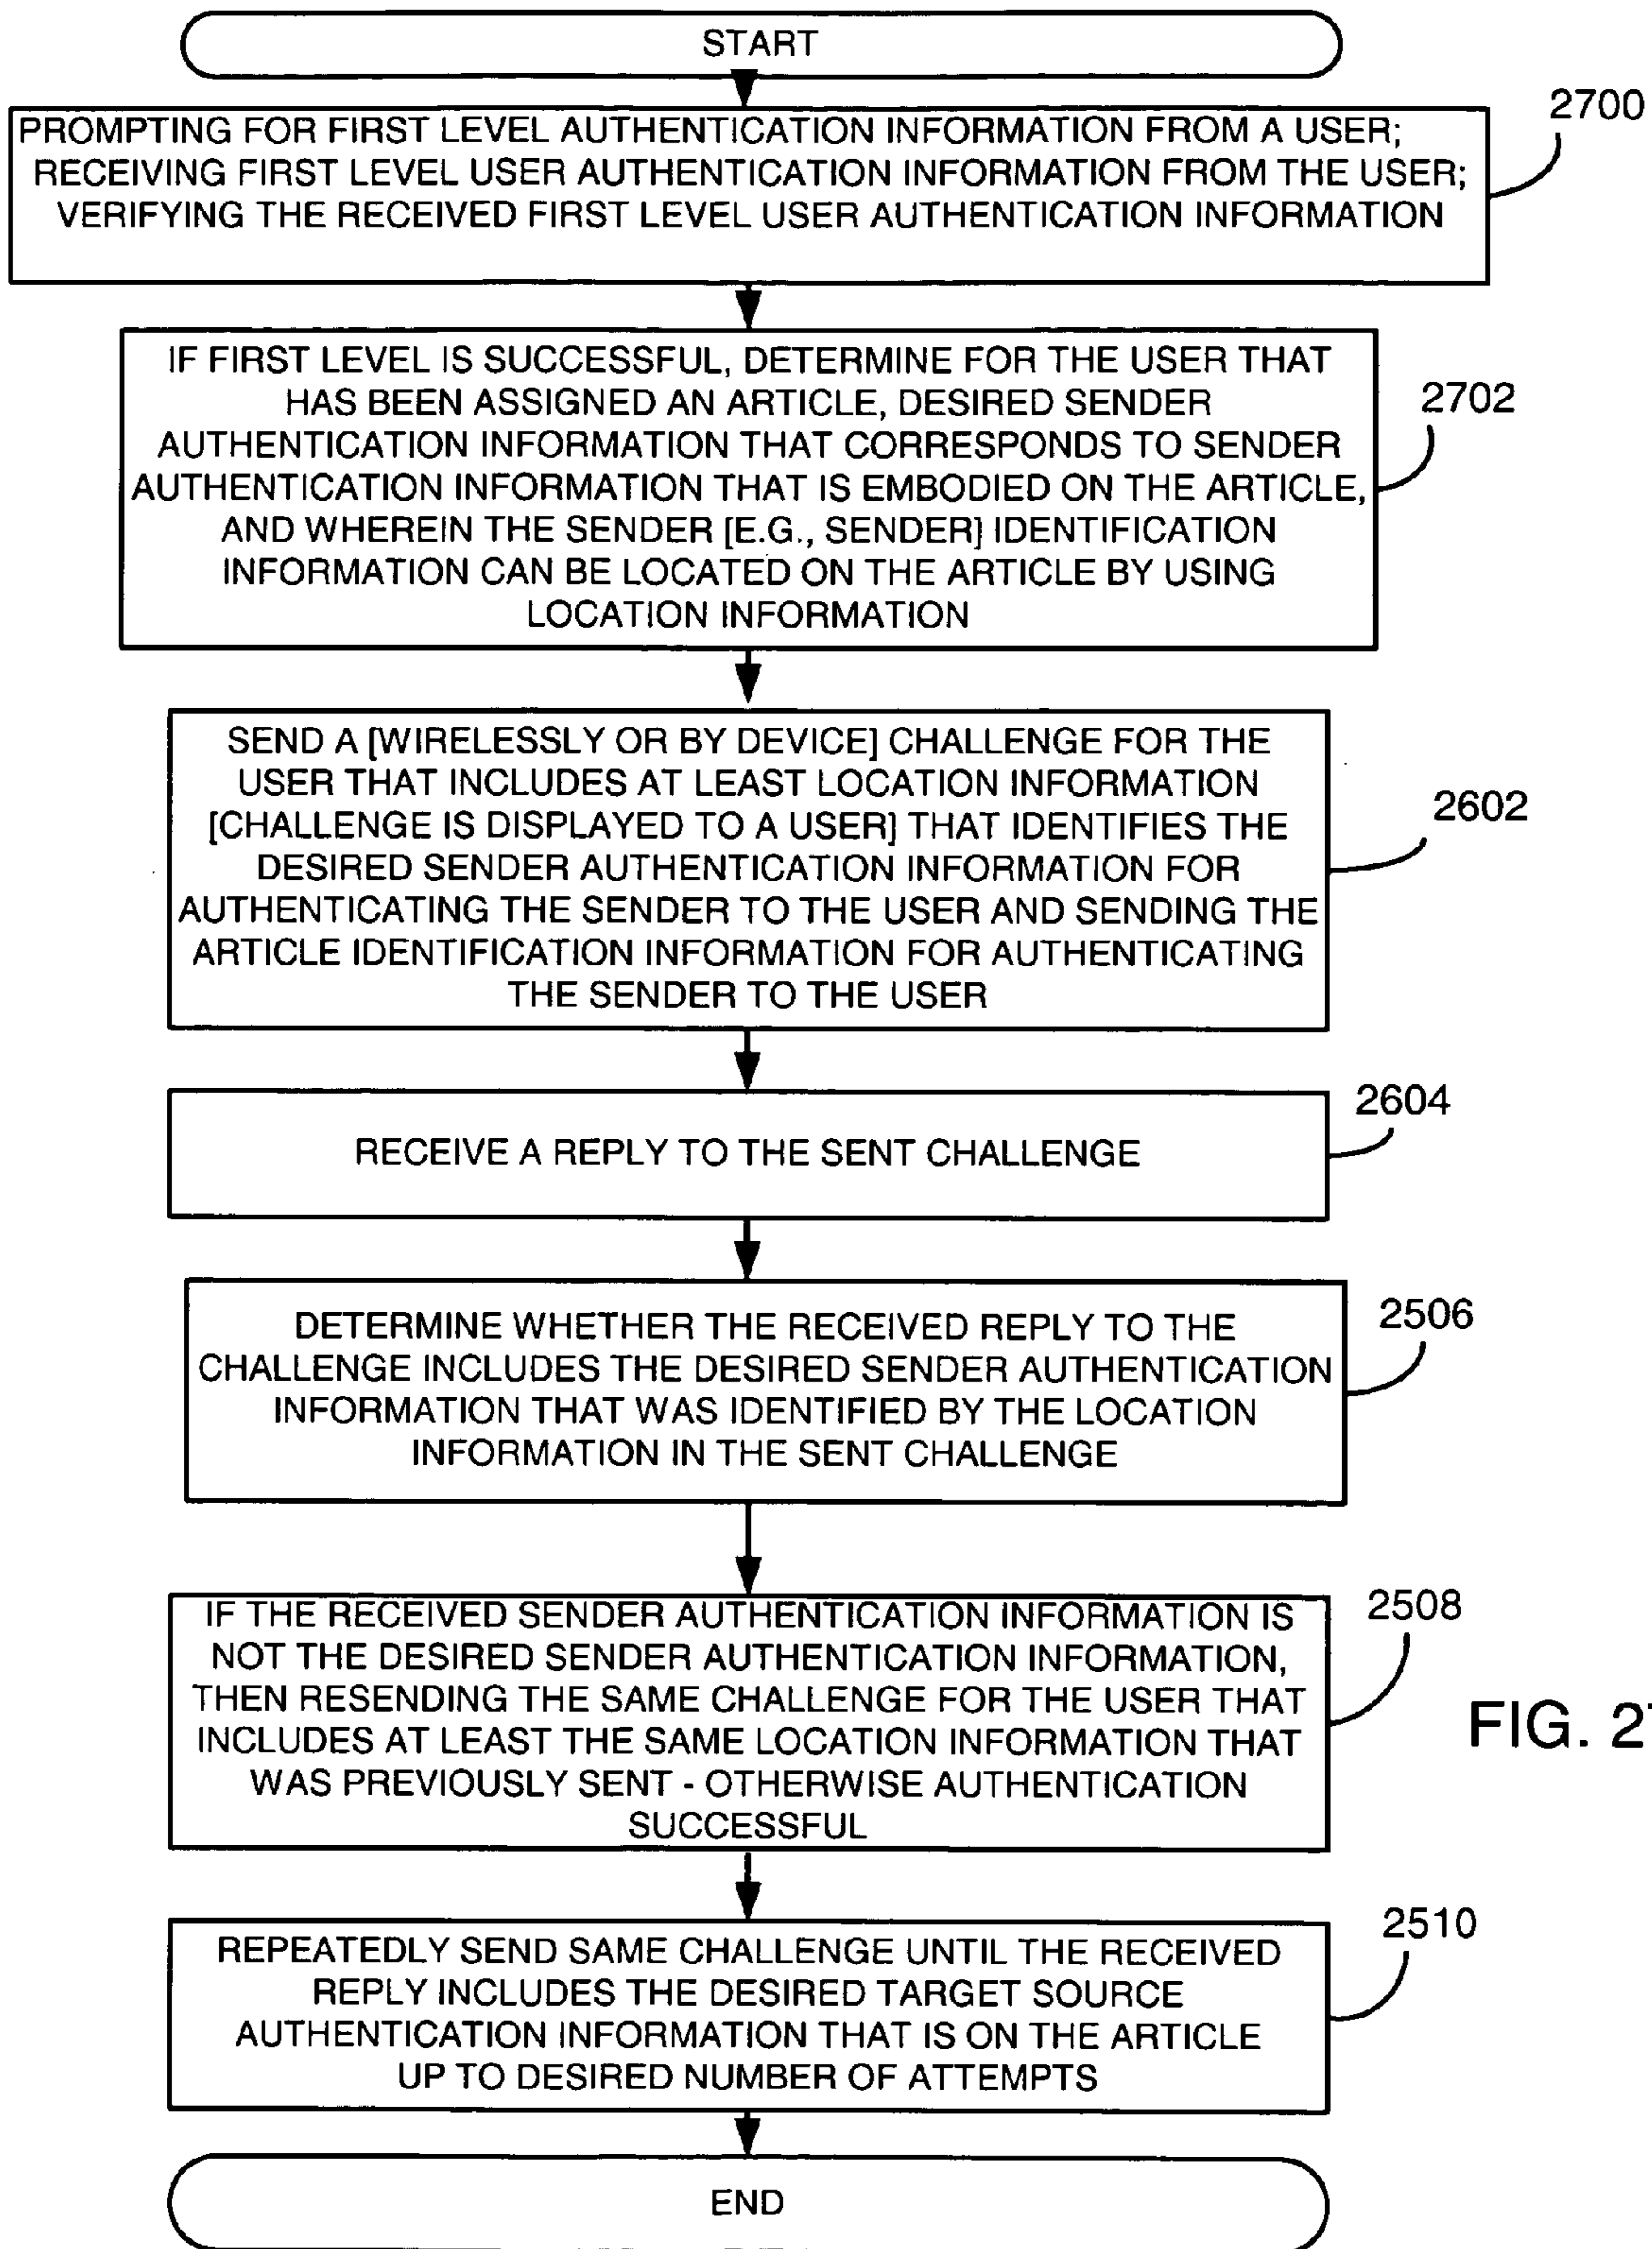 START
2700
PROMPTING FOR FIRST LEVEL AUTHENTICATION INFORMATION FROM A USER;
RECEIVING FIRST LEVEL USER AUTHENTICATION INFORMATION FROM THE USER;
VERIFYING THE RECEIVED FIRST LEVEL USER AUTHENTICATION INFORMATION
2702
IF FIRST LEVEL IS SUCCESSFUL, DETERMINE FOR THE USER THAT
HAS BEEN ASSIGNED AN ARTICLE, DESIRED SENDER
AUTHENTICATION INFORMATION THAT CORRESPONDS TO SENDER
AUTHENTICATION INFORMATION THAT IS EMBODIED ON THE ARTICLE,
AND WHEREIN THE SENDER [E.G., SENDER] IDENTIFICATION
INFORMATION CAN BE LOCATED ON THE ARTICLE BY USING
LOCATION INFORMATION
2602
SEND A [WIRELESSLY OR BY DEVICE] CHALLENGE FOR THE
USER THAT INCLUDES AT LEAST LOCATION INFORMATION
[CHALLENGE IS DISPLAYED TO A USER] THAT IDENTIFIES THE
DESIRED SENDER AUTHENTICATION INFORMATION FOR
AUTHENTICATING THE SENDER TO THE USER AND SENDING THE
ARTICLE IDENTIFICATION INFORMATION FOR AUTHENTICATING
THE SENDER TO THE USER
2604
RECEIVE A REPLY TO THE SENT CHALLENGE
2506
DETERMINE WHETHER THE RECEIVED REPLY TO THE
CHALLENGE INCLUDES THE DESIRED SENDER AUTHENTICATION
INFORMATION THAT WAS IDENTIFIED BY THE LOCATION
INFORMATION IN THE SENT CHALLENGE
2508
IF THE RECEIVED SENDER AUTHENTICATION INFORMATION IS
NOT THE DESIRED SENDER AUTHENTICATION INFORMATION,
THEN RESENDING THE SAME CHALLENGE FOR THE USER THAT
INCLUDES AT LEAST THE SAME LOCATION INFORMATION THAT
WAS PREVIOUSLY SENT - OTHERWISE AUTHENTICATION
SUCCESSFUL
FIG. 27
2510
REPEATEDLY SEND SAME CHALLENGE UNTIL THE RECEIVED
REPLY INCLUDES THE DESIRED TARGET SOURCE
AUTHENTICATION INFORMATION THAT IS ON THE ARTICLE
UP TO DESIRED NUMBER OF ATTEMPTS
END